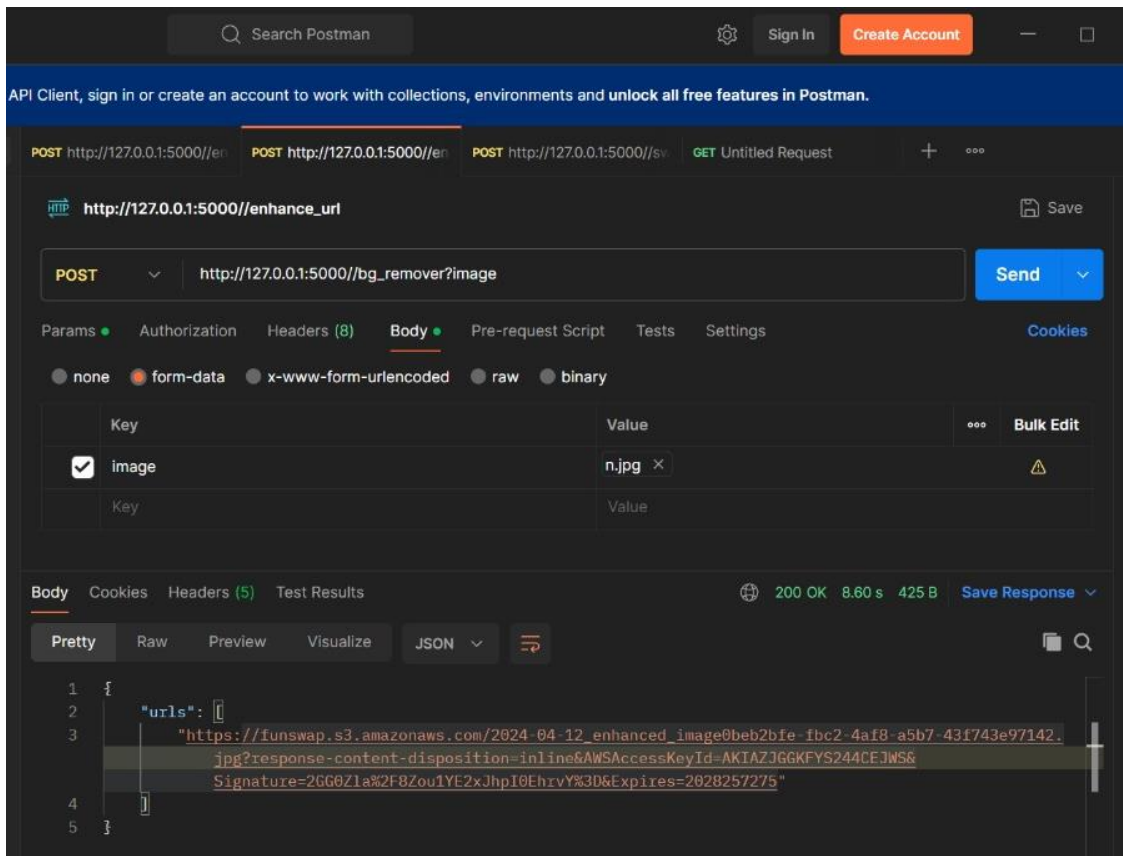 Search Postman
Sign In
Create Account
API Client, sign in or create an account to work with collections, environments and unlock all free features in Postman.
POST http://127.0.0.1:5000//en
POST http://127.0.0.1:5000//en
POST http://127.0.0.1:5000//sw
GET Untitled Request
HTTP http://127.0.0.1:5000//enhance_url
Save
POST
http://127.0.0.1:5000//bg_remover?image
Send
Params
Authorization
Headers (8)
Body
Pre-request Script
Tests
Settings
Cookies
none
form-data
x-www-form-urlencoded
raw
binary
Key
Value
Bulk Edit
image
n.jpg
Key
Value
Body
Cookies
Headers (5)
Test Results
200 OK 8.60 s 425 B
Save Response
Pretty
Raw
Preview
Visualize
JSON
1 {
2 "urls": [
3 "https://funswap.s3.amazonaws.com/2024-04-12_enhanced_image0beb2bfe-fbc2-4af8-a5b7-43f743e97142.
jpg?response-content-disposition=inline&AWSAccessKeyId=AKIAZJGGKFYS244CEJWS&
Signature=2GG0Zla%2F8Zou1YE2xJhpI0EhrvY%3D&Expires=2028257275"
4 ]
5 }